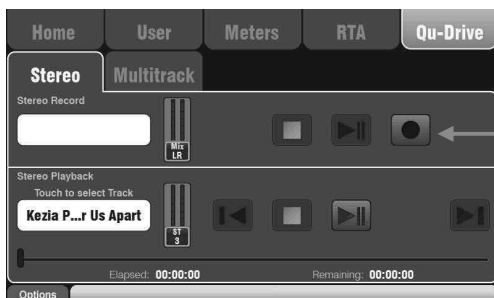 Home User Meters RTA Qu-Drive
Stereo Multitrack
Stereo Record
Mix
LR
Stereo Playback
Touch to select Track
Kezia P...r Us Apart
ST
3
Elapsed: 00:00:00 Remaining: 00:00:00
Options